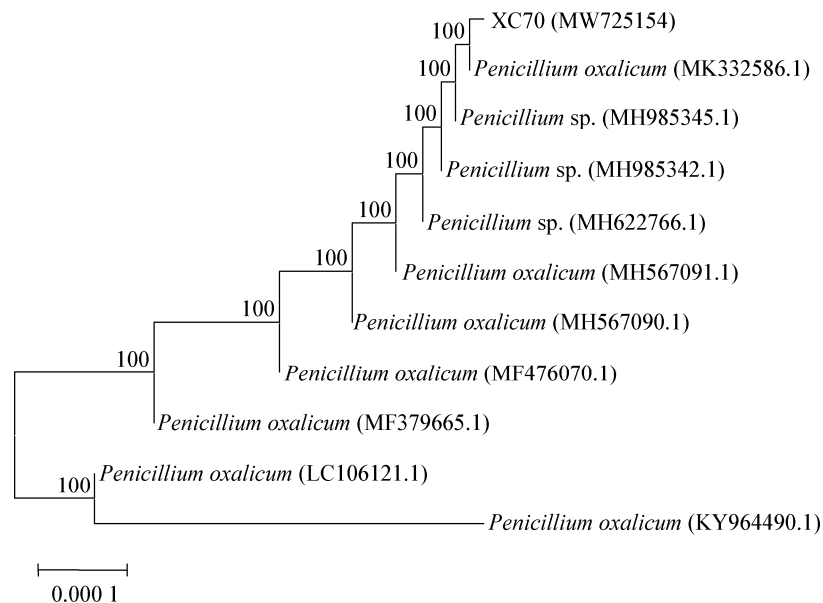 XC70 (MW725154)
100
Penicillium oxalicum (MK332586.1)
100
Penicillium sp. (MH985345.1)
100
Penicillium sp. (MH985342.1)
100
Penicillium sp. (MH622766.1)
100
Penicillium oxalicum (MH567091.1)
100
Penicillium oxalicum (MH567090.1)
100
Penicillium oxalicum (MF476070.1)
100
Penicillium oxalicum (MF379665.1)
Penicillium oxalicum (LC106121.1)
100
Penicillium oxalicum (KY964490.1)
0.000 1